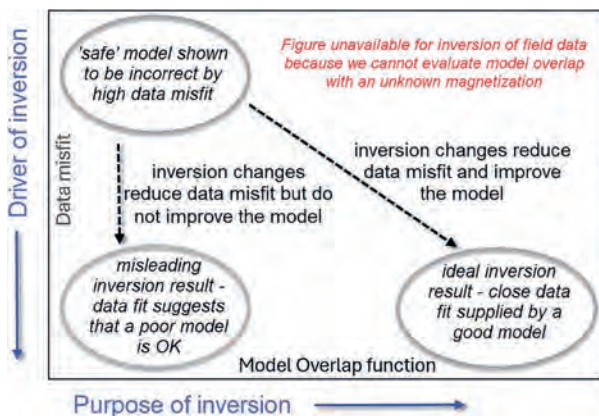 'safe' model shown
to be incorrect by
high data misfit
Figure unavailable for inversion of field data
because we cannot evaluate model overlap
with an unknown magnetization
Driver of inversion
Data misfit
inversion changes
reduce data misfit but do
not improve the model
inversion changes reduce
data misfit and improve
the model
misleading
inversion result -
data fit suggests
that a poor model
is OK
ideal inversion
result - close data
fit supplied by a
good model
Model Overlap function
Purpose of inversion